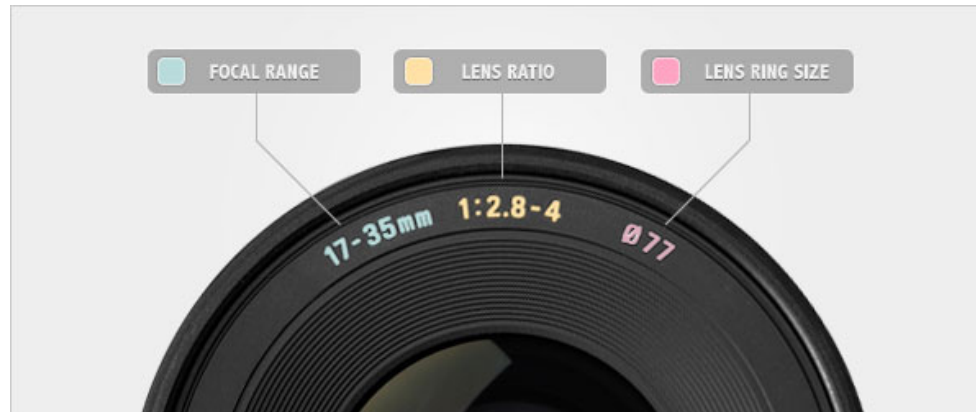 FOCAL RANGE
LENS RATIO
LENS RING SIZE
17-35mm
1:2.8-4
Ø77